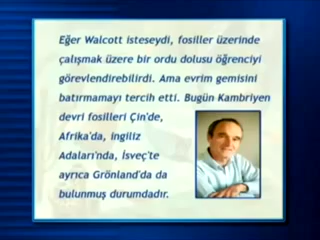 Eğer Walcott isteseydi, fosiller üzerinde
çalışmak üzere bir ordu dolusu öğrenciyi
görevlendirebilirdi. Ama evrim gemisini
batırmamayı tercih etti. Bugün Kambriyen
devri fosilleri Çin'de,
Afrika'da, ingiliz
Adaları'nda, İsveç'te
ayrıca Grönland'da da
bulunmuş durumdadır.